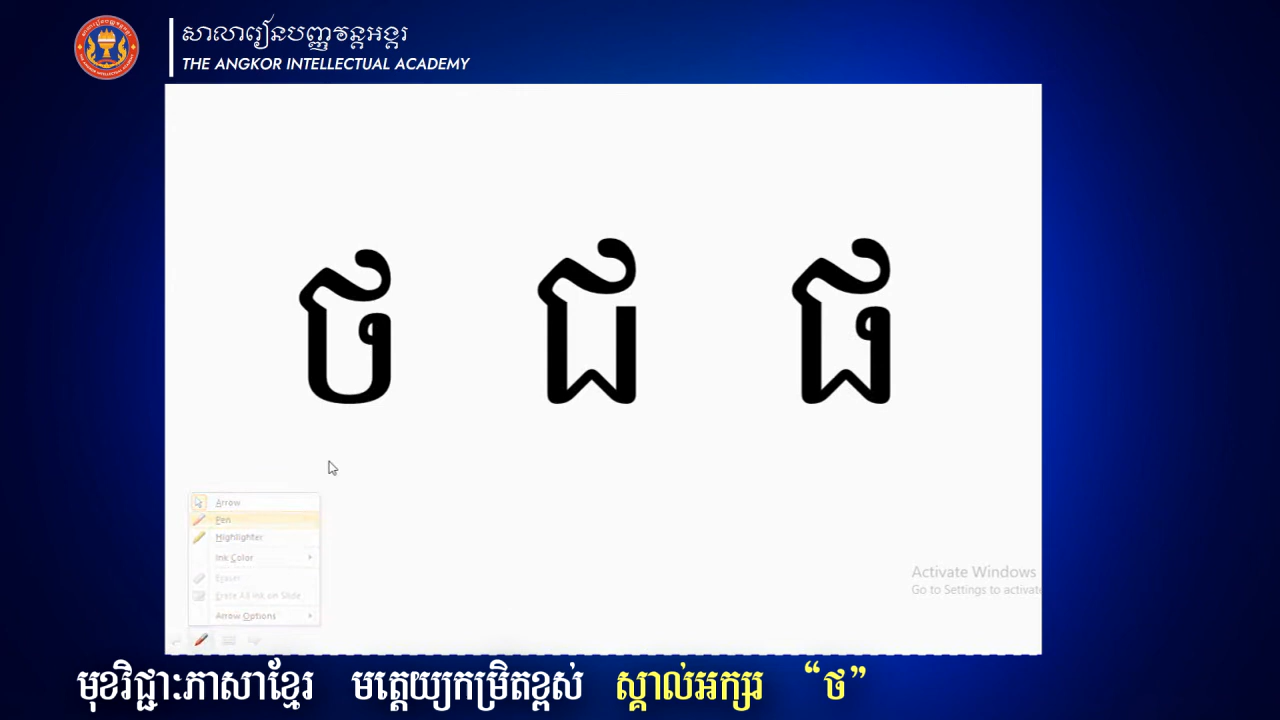 សាលារៀនបញ្ញវន្តអង្គរ
THE ANGKOR INTELLECTUAL ACADEMY
ថ ជ ផ
Arrow
Pen
Highlighter
Ink Color
Eraser
Erase All Ink on Slide
Arrow Options
Activate Windows
Go to Settings to activate
មុខវិជ្ជា:ភាសាខ្មែរ មត្តេយ្យកម្រិតខ្ពស់ ស្គាល់អក្សរ “ថ”